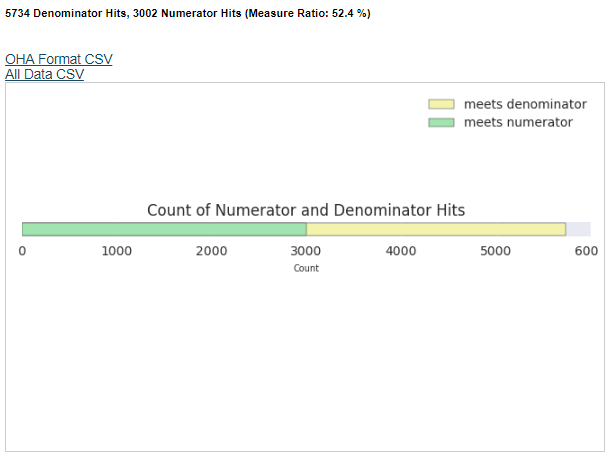 5734 Denominator Hits, 3002 Numerator Hits (Measure Ratio: 52.4 %)
OHA Format CSV
All Data CSV
meets denominator
meets numerator
Count of Numerator and Denominator Hits
0 1000 2000 3000 4000 5000 600
Count